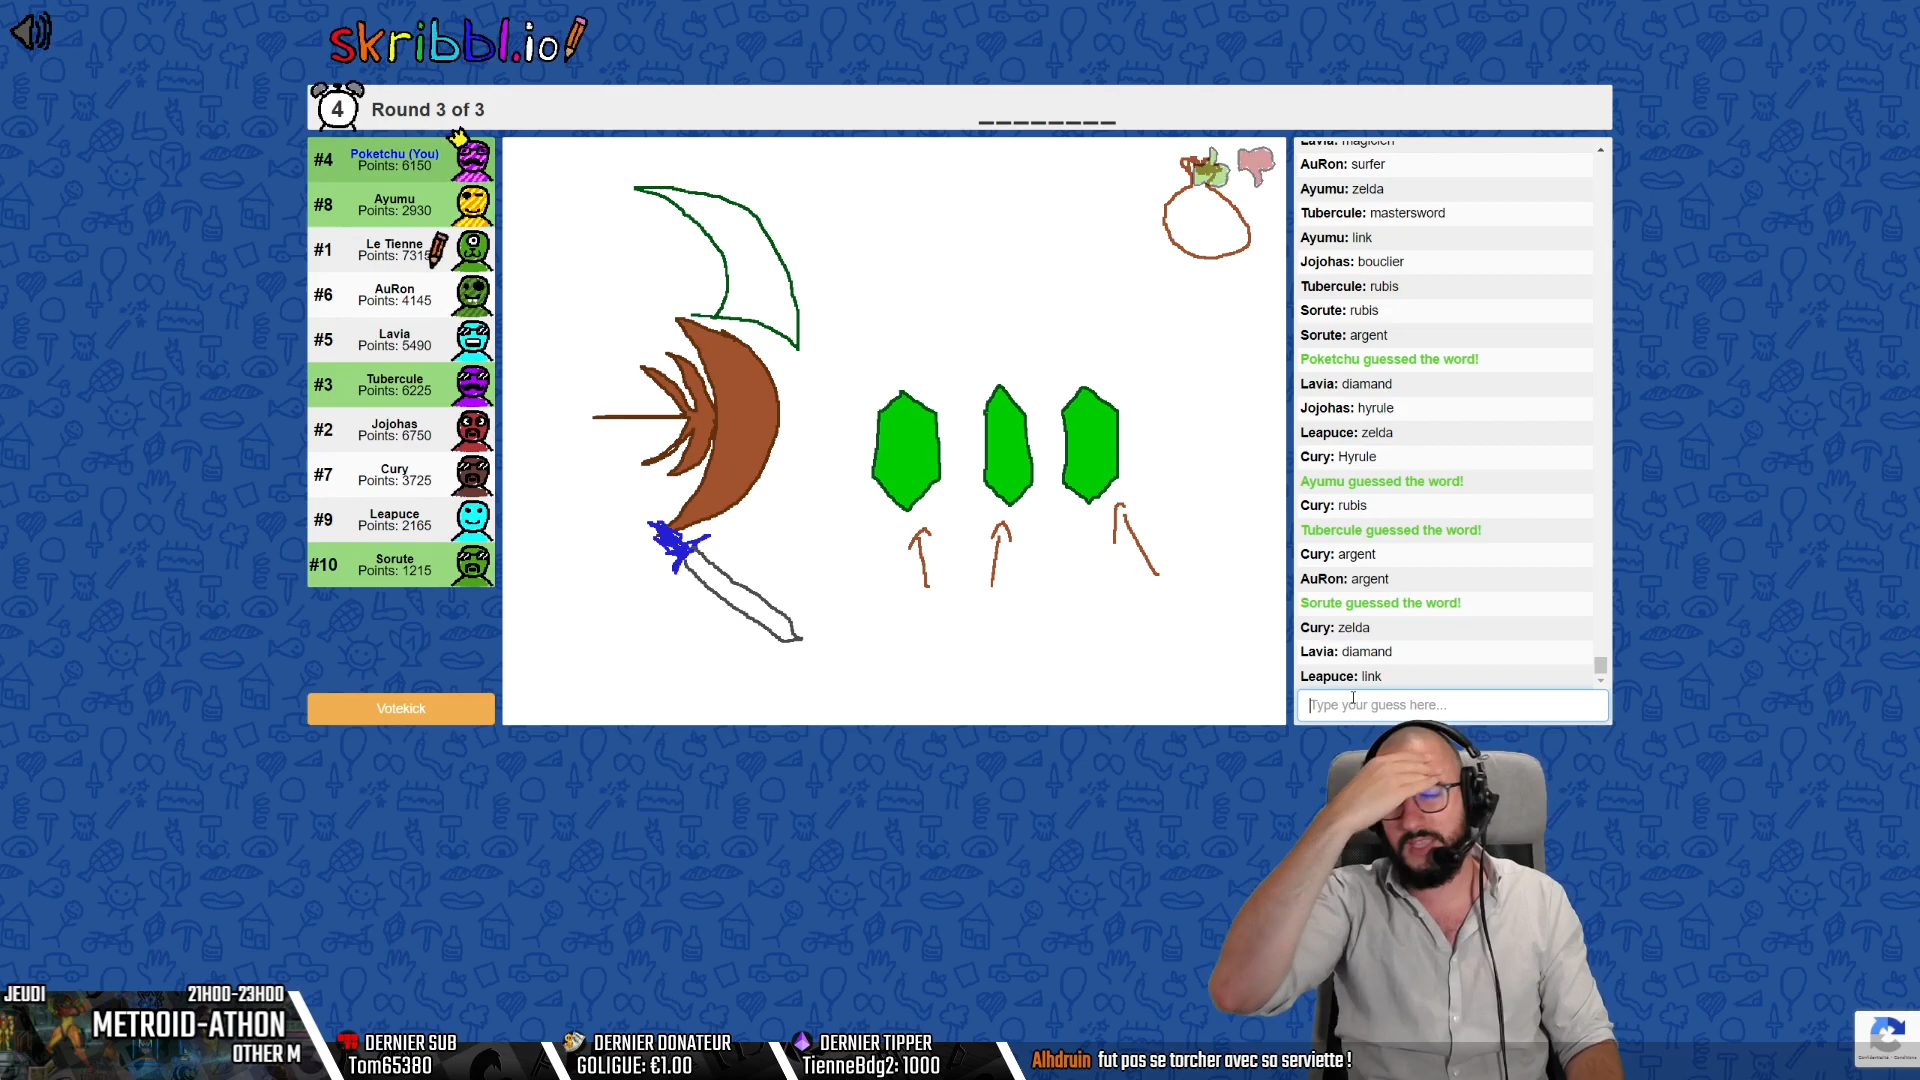 skribbl.io
4
Round 3 of 3
________
#4 Poketchu (You)
Points: 6150
#8 Ayumu
Points: 2930
#1 Le Tienne
Points: 7315
#6 AuRon
Points: 4145
#5 Lavia
Points: 5490
#3 Tubercule
Points: 6225
#2 Jojohas
Points: 6750
#7 Cury
Points: 3725
#9 Leapuce
Points: 2165
#10 Sorute
Points: 1215
Votekick
Lavia: magicien
AuRon: surfer
Ayumu: zelda
Tubercule: mastersword
Ayumu: link
Jojohas: bouclier
Tubercule: rubis
Sorute: rubis
Sorute: argent
Poketchu guessed the word!
Lavia: diamand
Jojohas: hyrule
Leapuce: zelda
Cury: Hyrule
Ayumu guessed the word!
Cury: rubis
Tubercule guessed the word!
Cury: argent
AuRon: argent
Sorute guessed the word!
Cury: zelda
Lavia: diamand
Leapuce: link
Type your guess here...
JEUDI 21H00-23H00
METROID-ATHON
OTHER M
DERNIER SUB
Tom65380
DERNIER DONATEUR
GOLIGUE: €1.00
DERNIER TIPPER
TienneBdg2: 1000
Alhdruin fut pas se torcher avec sa serviette !